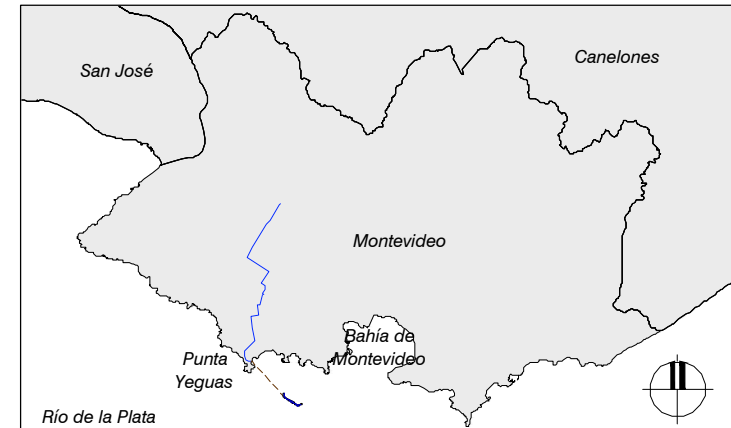 San José
Canelones
Montevideo
Bahía de
Montevideo
Punta
Yeguas
Río de la Plata